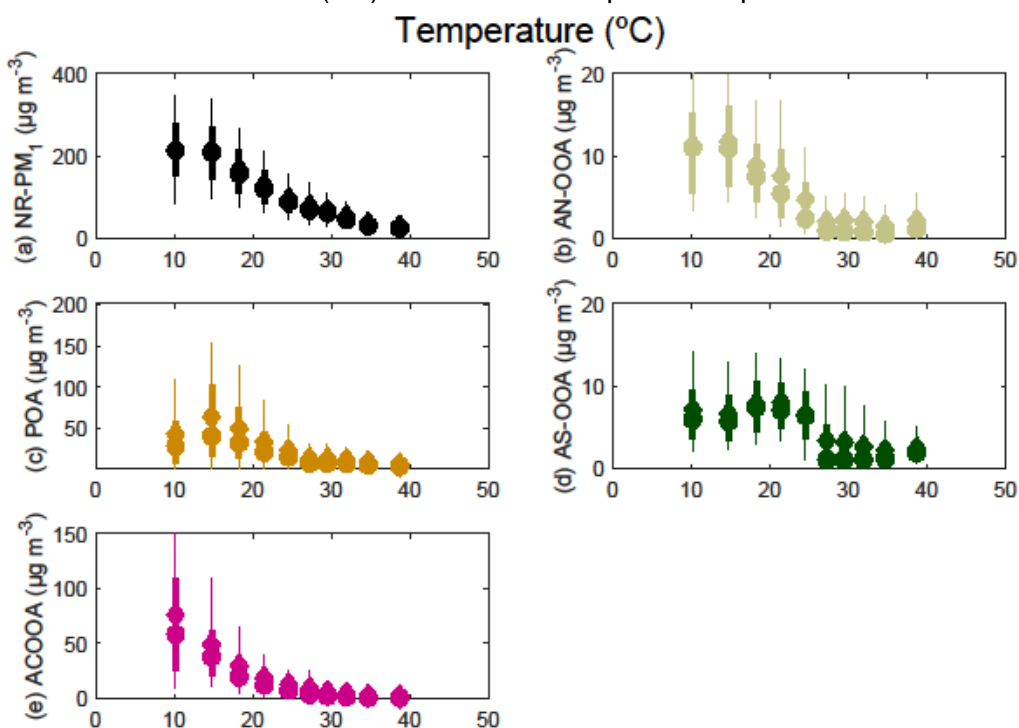 Temperature (ºC)
(a) NR-PM₁ (µg m⁻³)
400
200
0
0 10 20 30 40 50
(b) AN-OOA (µg m⁻³)
20
10
0
0 10 20 30 40 50
(c) POA (µg m⁻³)
200
150
100
50
0 10 20 30 40 50
(d) AS-OOA (µg m⁻³)
20
10
0
0 10 20 30 40 50
(e) ACOOA (µg m⁻³)
150
100
50
0
0 10 20 30 40 50